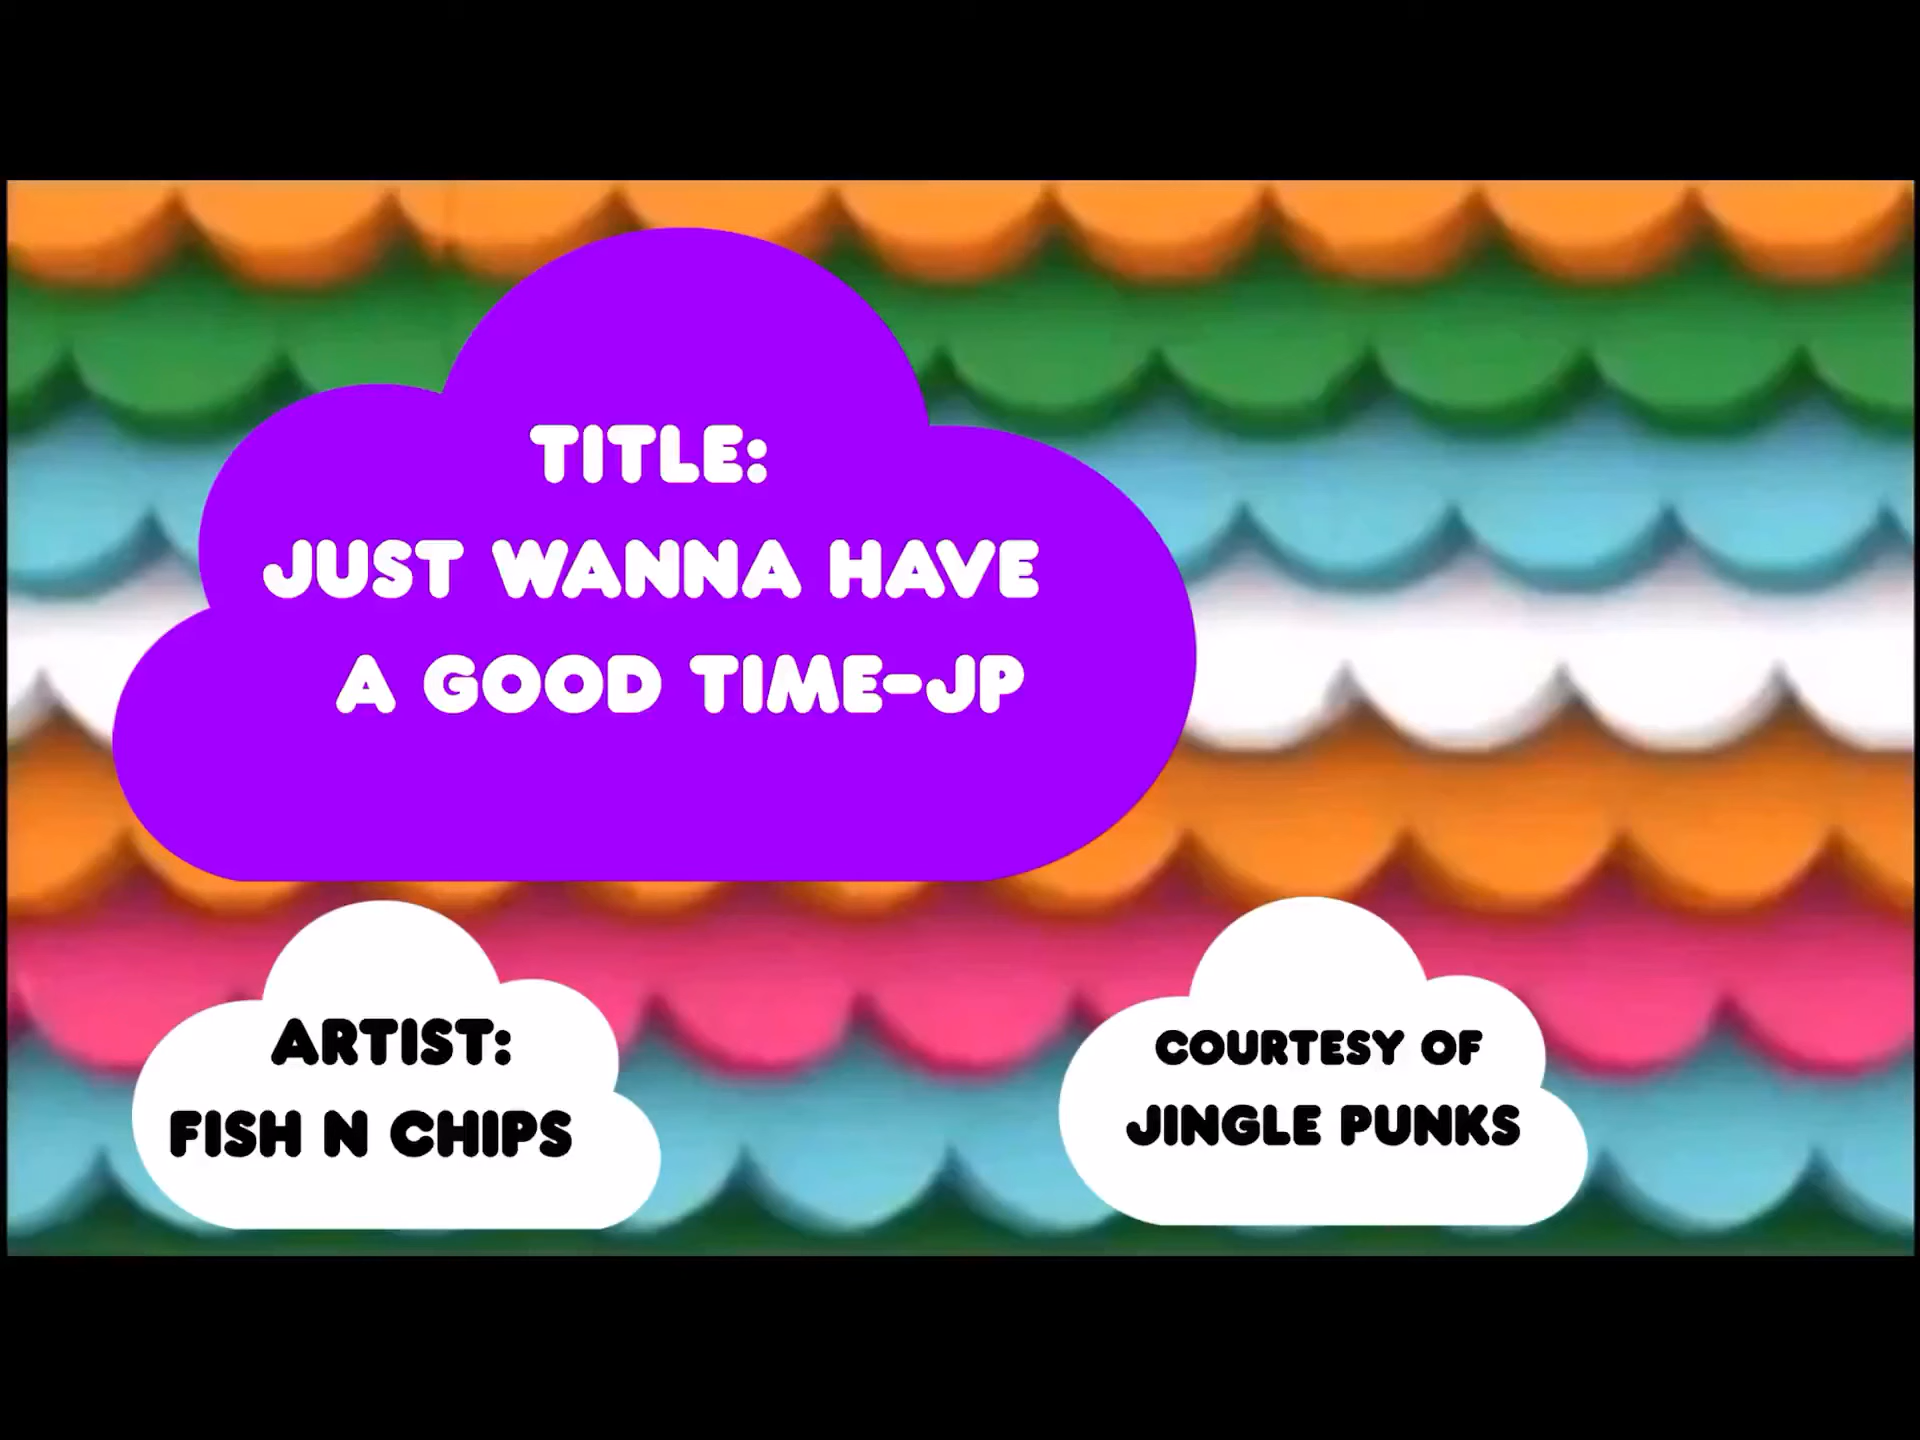 TITLE:
JUST WANNA HAVE
A GOOD TIME-JP
ARTIST:
FISH N CHIPS
COURTESY OF
JINGLE PUNKS